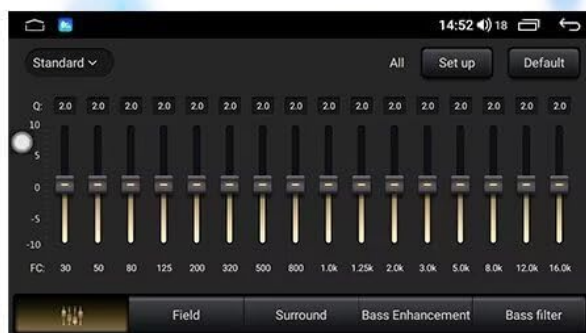 14:52 18
Standard All Set up Default
Q: 2.0 2.0 2.0 2.0 2.0 2.0 2.0 2.0 2.0 2.0 2.0 2.0 2.0 2.0 2.0 2.0
10
5
0
-5
-10
FC: 30 50 80 125 200 320 500 800 1.0k 1.25k 2.0k 3.0k 5.0k 8.0k 12.0k 16.0k
Field Surround Bass Enhancement Bass filter